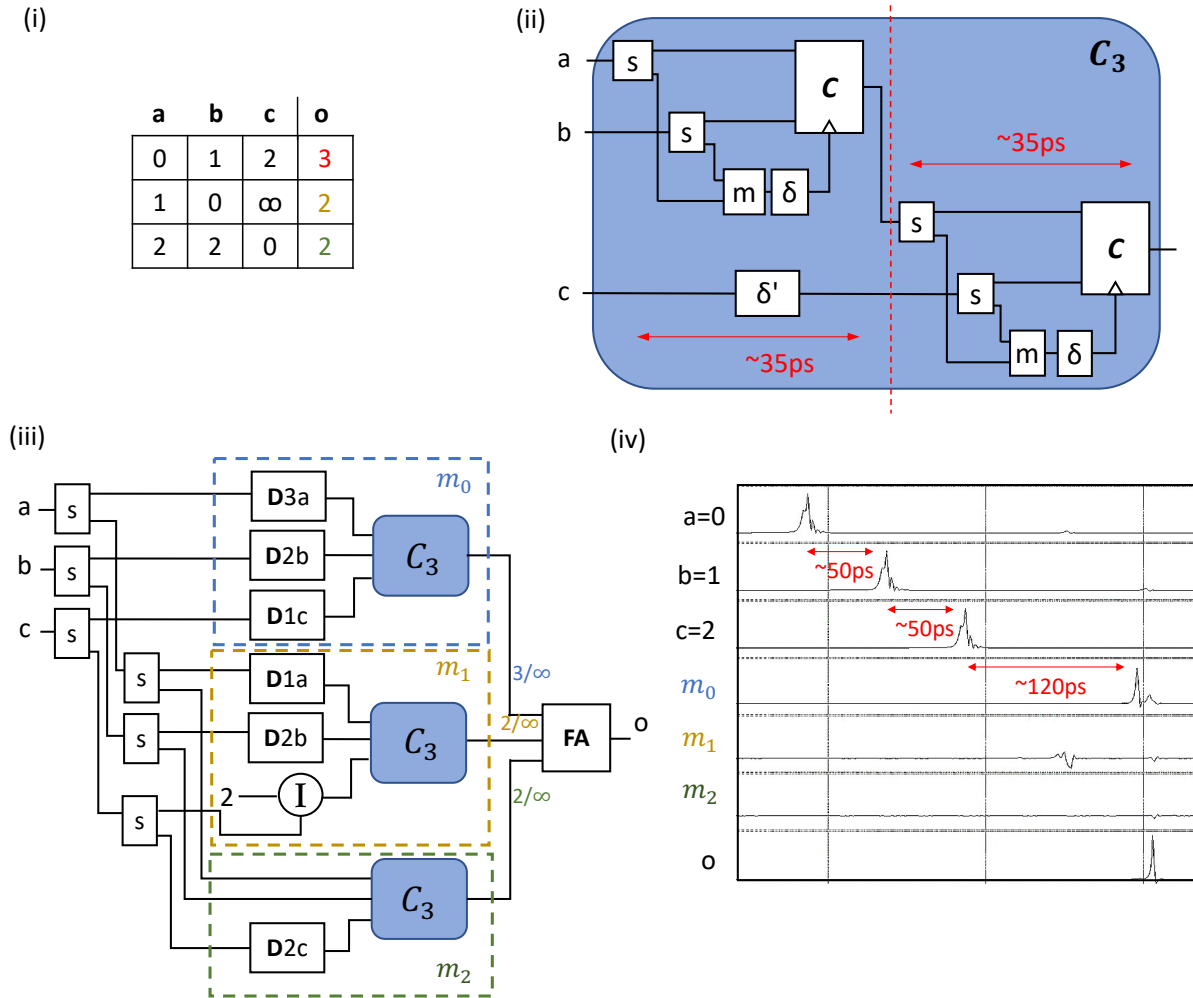 (i)
a b c o
0 1 2 3
1 0 ∞ 2
2 2 0 2
(ii)
C₃
a
s
C
b
s
m
δ
~35ps
s
C
c
δ'
s
~35ps
m
δ
(iii)
m₀
a
s
D3a
b
s
D2b
C₃
c
s
D1c
m₁
s
D1a
3/∞
s
D2b
C₃
2/∞
FA
o
2
I
2/∞
s
C₃
D2c
m₂
(iv)
a=0
~50ps
b=1
~50ps
c=2
~120ps
m₀
m₁
m₂
o